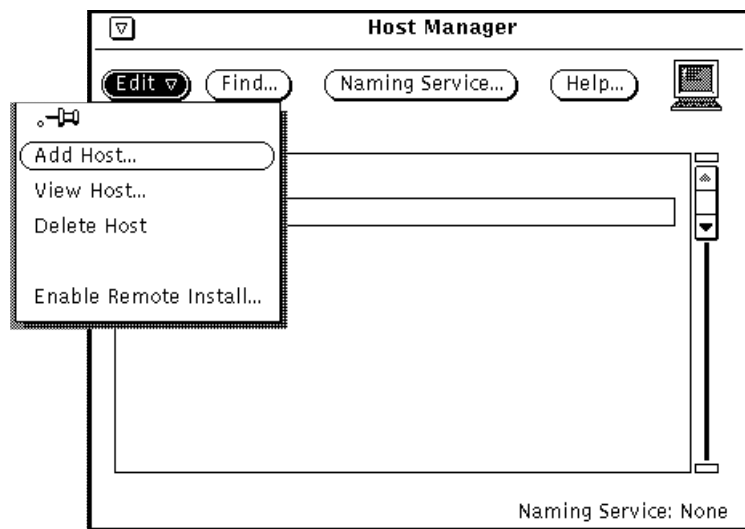 Host Manager
Edit Find... Naming Service... Help...
Add Host...
View Host...
Delete Host
Enable Remote Install...
Naming Service: None